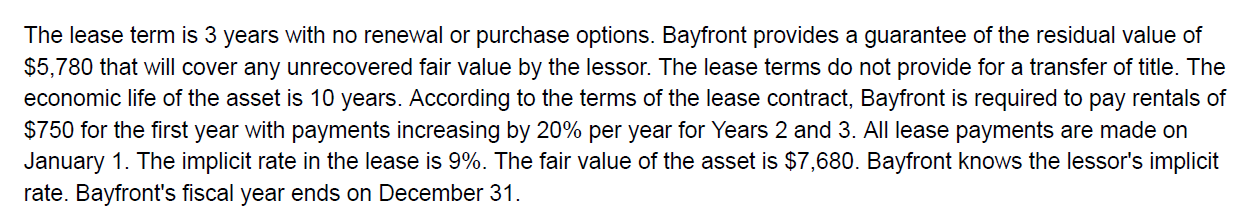 The lease term is 3 years with no renewal or purchase options. Bayfront provides a guarantee of the residual value of
$5,780 that will cover any unrecovered fair value by the lessor. The lease terms do not provide for a transfer of title. The
economic life of the asset is 10 years. According to the terms of the lease contract, Bayfront is required to pay rentals of
$750 for the first year with payments increasing by 20% per year for Years 2 and 3. All lease payments are made on
January 1. The implicit rate in the lease is 9%. The fair value of the asset is $7,680. Bayfront knows the lessor's implicit
rate. Bayfront's fiscal year ends on December 31.